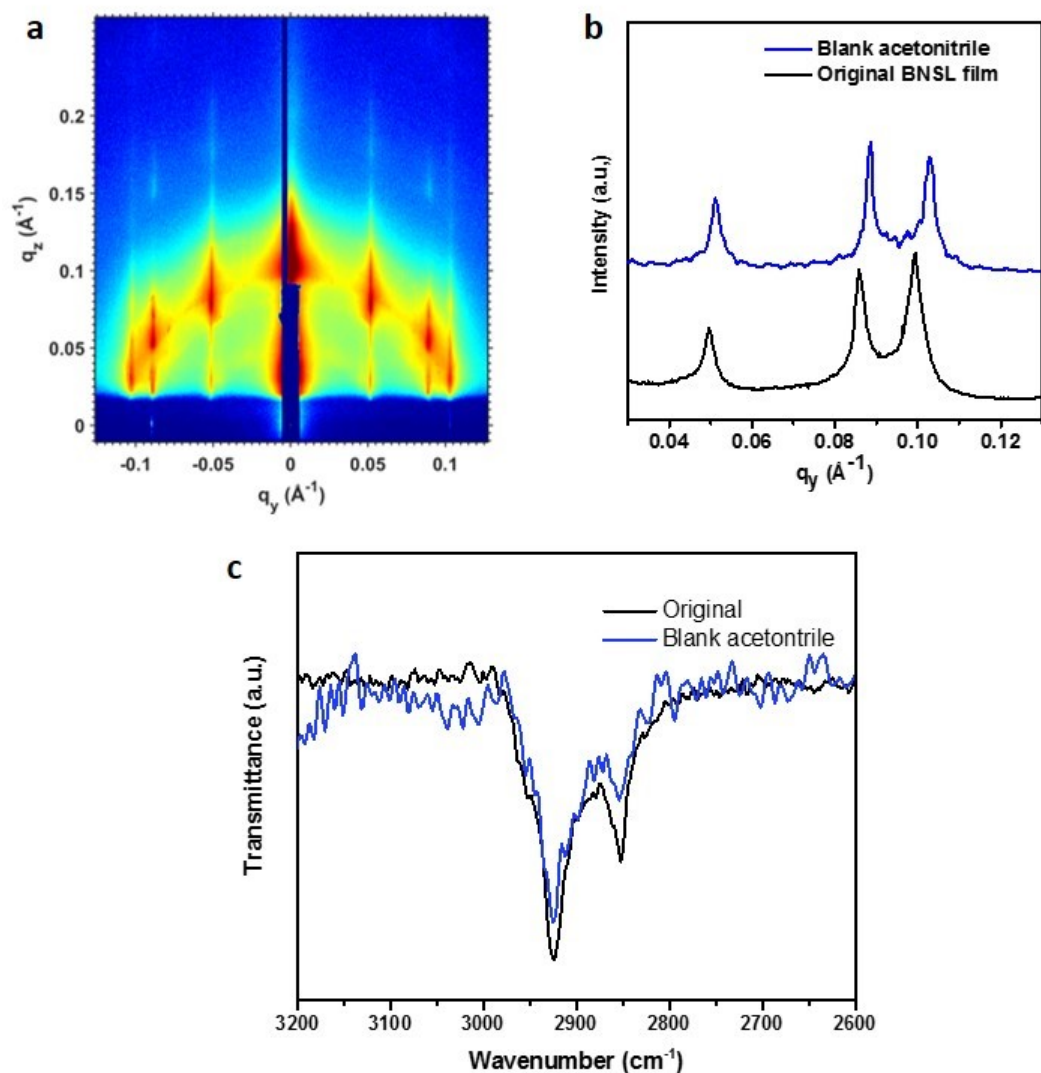 a
0.2
0.15
0.1
0.05
0
-0.1
-0.05
0
0.05
0.1
q_z (Å⁻¹)
q_y (Å⁻¹)
b
Blank acetonitrile
Original BNSL film
Intensity (a.u,)
0.04 0.06 0.08 0.10 0.12
q_y (Å⁻¹)
c
Original
Blank acetontrile
Transmittance (a.u.)
3200 3100 3000 2900 2800 2700 2600
Wavenumber (cm⁻¹)